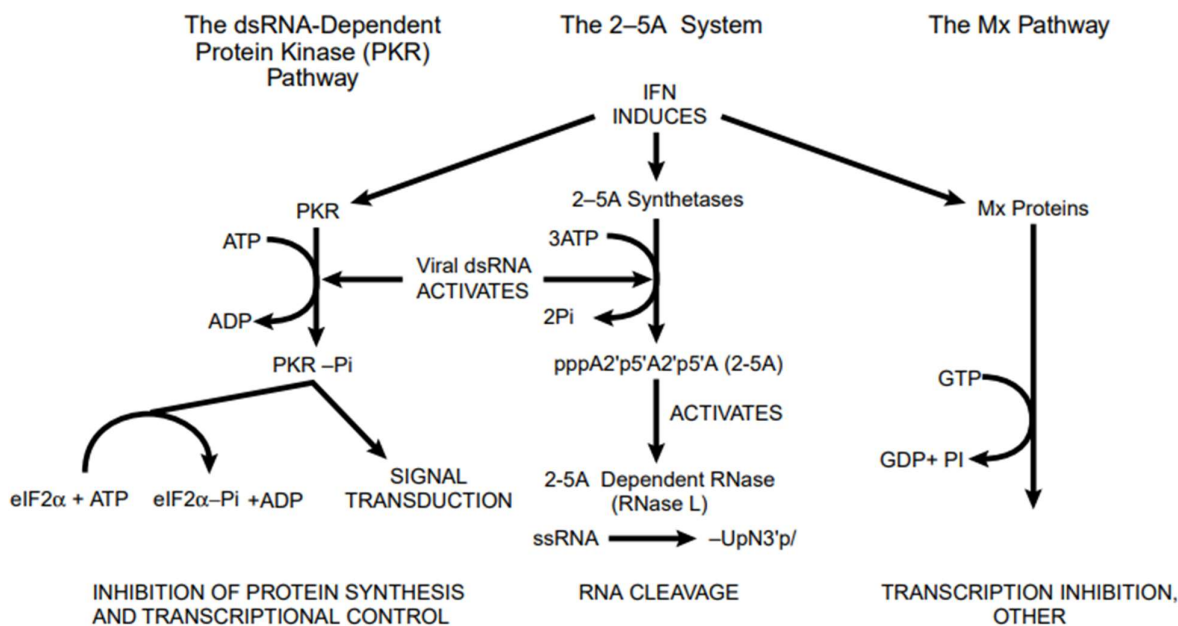 The dsRNA-Dependent
Protein Kinase (PKR)
Pathway
The 2–5A System
The Mx Pathway
IFN
INDUCES
PKR
2–5A Synthetases
Mx Proteins
ATP
3ATP
Viral dsRNA
ACTIVATES
ADP
2Pi
PKR –Pi
pppA2'p5'A2'p5'A (2-5A)
GTP
ACTIVATES
GDP+ PI
eIF2α + ATP
eIF2α–Pi +ADP
SIGNAL
TRANSDUCTION
2-5A Dependent RNase
(RNase L)
ssRNA
–UpN3'p/
INHIBITION OF PROTEIN SYNTHESIS
AND TRANSCRIPTIONAL CONTROL
RNA CLEAVAGE
TRANSCRIPTION INHIBITION,
OTHER